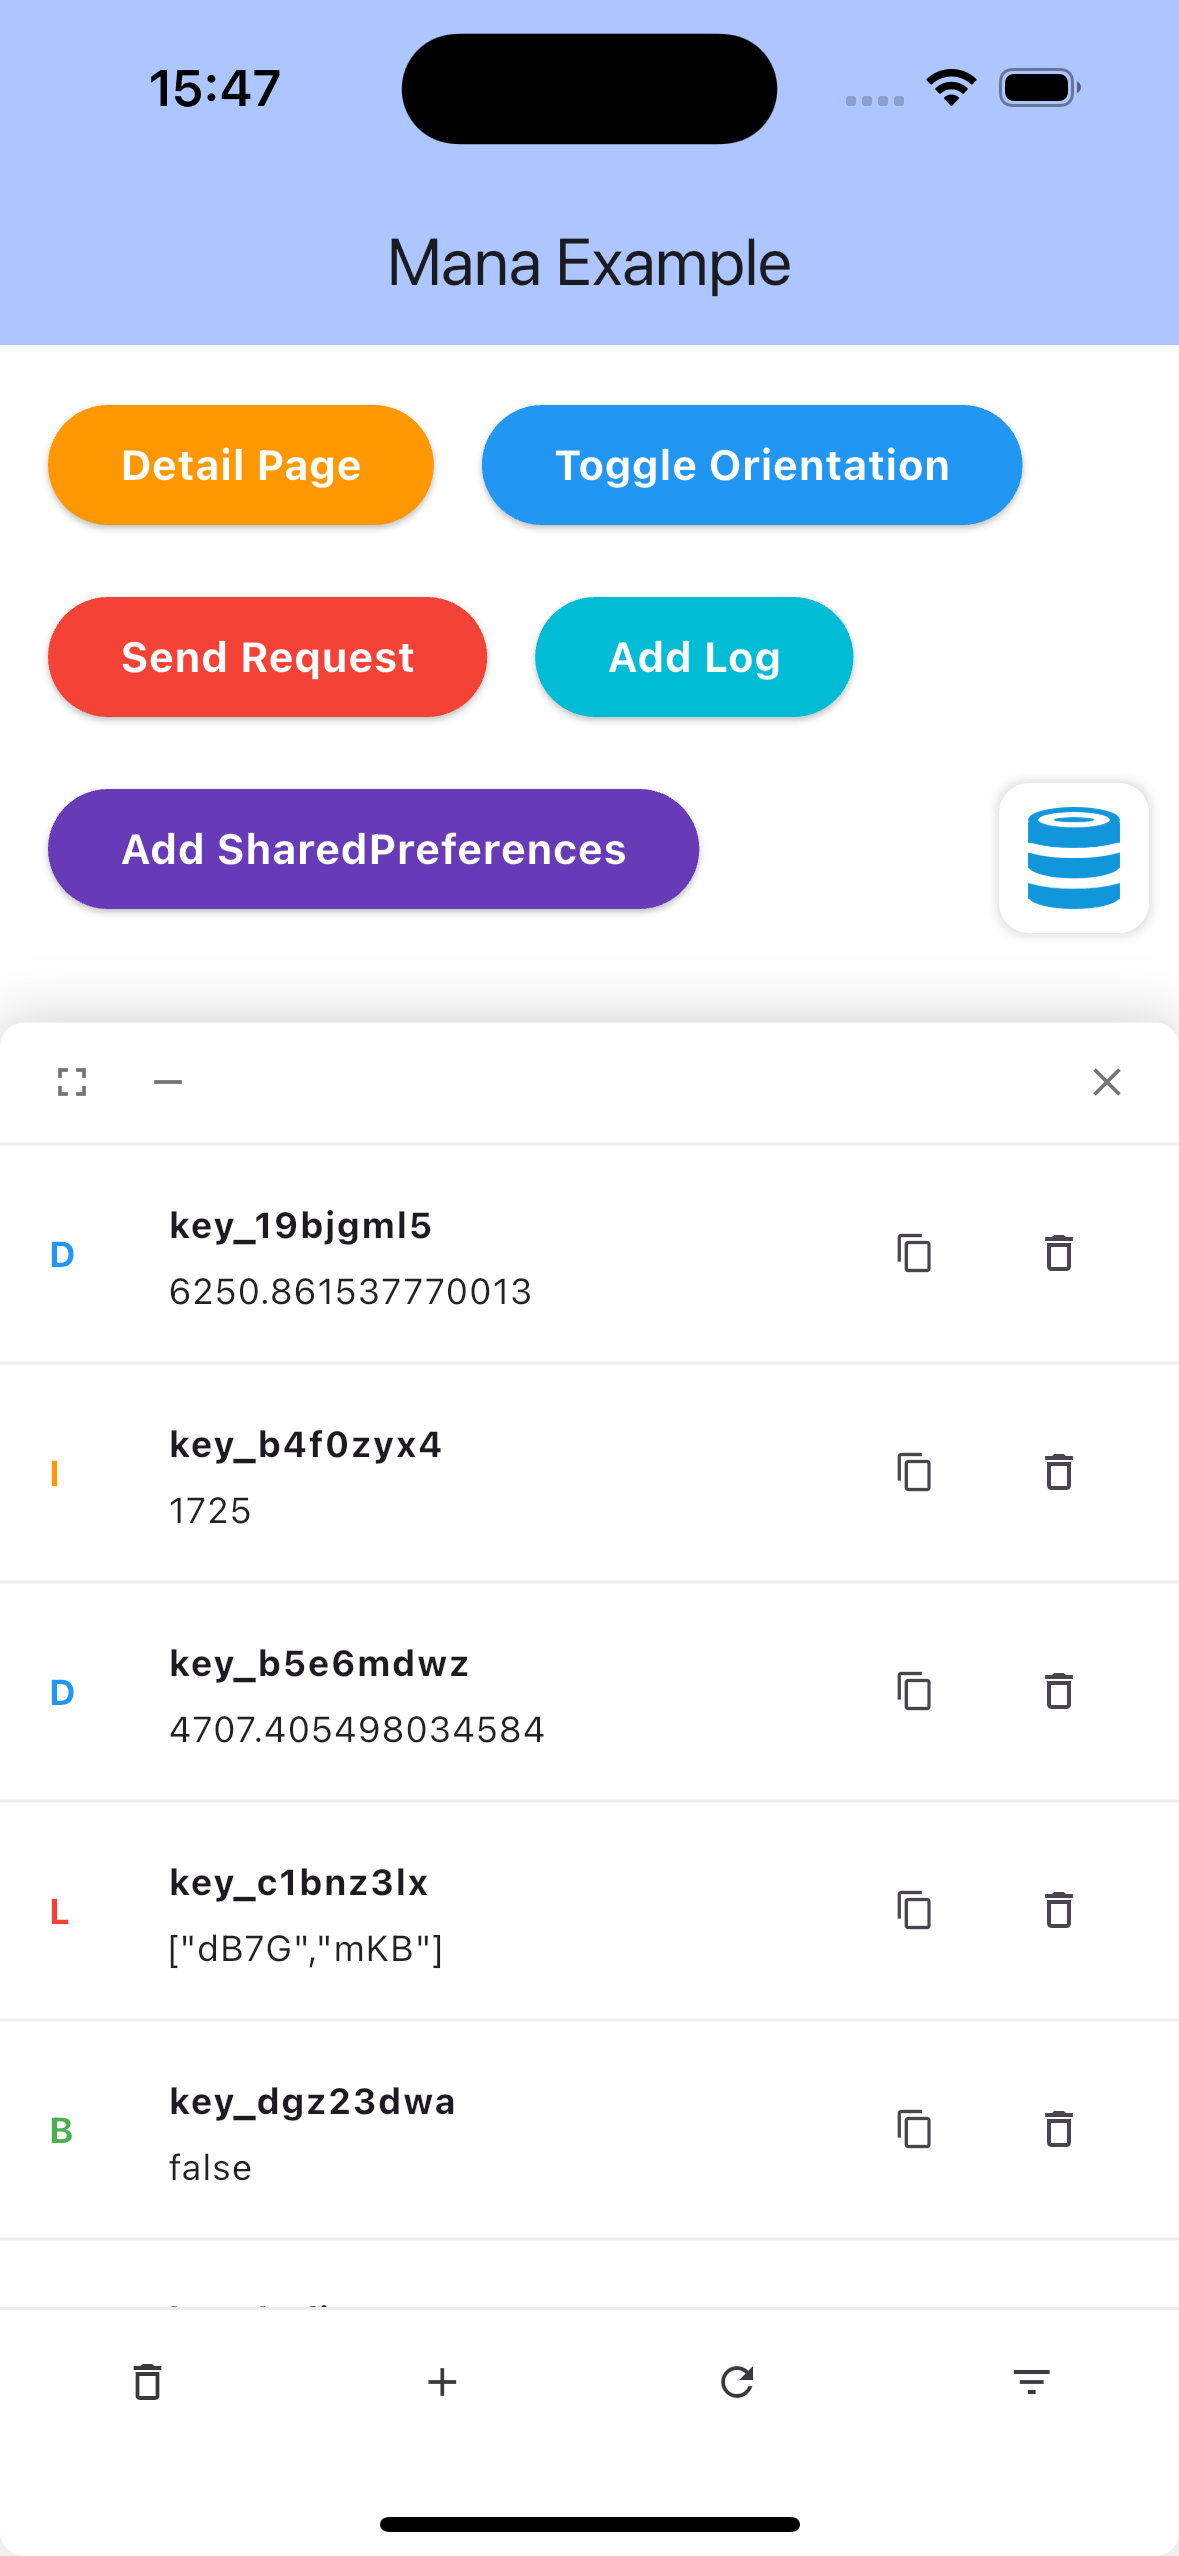 15:47
Mana Example
Detail Page
Toggle Orientation
Send Request
Add Log
Add SharedPreferences
D
key_19bjgml5
6250.861537770013
I
key_b4f0zyx4
1725
D
key_b5e6mdwz
4707.405498034584
L
key_c1bnz3lx
["dB7G","mKB"]
B
key_dgz23dwa
false